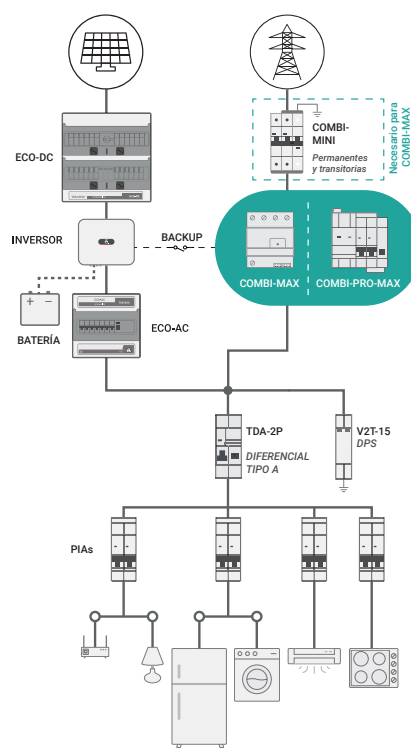 COMBI-
MINI
Permanentes
y transitorias
Necesario para
COMBI-MAX
ECO-DC
INVERSOR
BACKUP
COMBI-MAX
COMBI-PRO-MAX
BATERÍA
ECO-AC
TDA-2P
DIFERENCIAL
TIPO A
V2T-15
DPS
PIAs